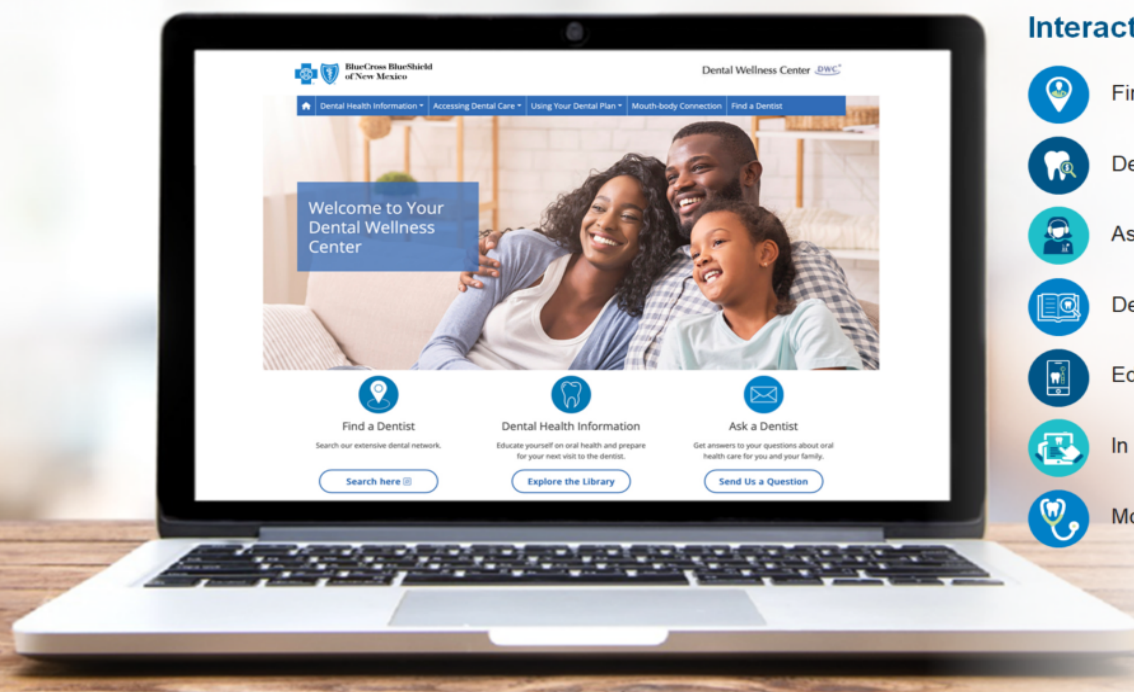 BlueCross BlueShield
of New Mexico
Dental Wellness Center DWC
Dental Health Information Accessing Dental Care Using Your Dental Plan Mouth-body Connection Find a Dentist
Welcome to Your
Dental Wellness
Center
Find a Dentist
Search our extensive dental network.
Search here
Dental Health Information
Educate yourself on oral health and prepare
for your next visit to the dentist.
Explore the Library
Ask a Dentist
Get answers to your questions about oral
health care for you and your family.
Send Us a Question
Interact
Fin
De
As
De
In
Mo